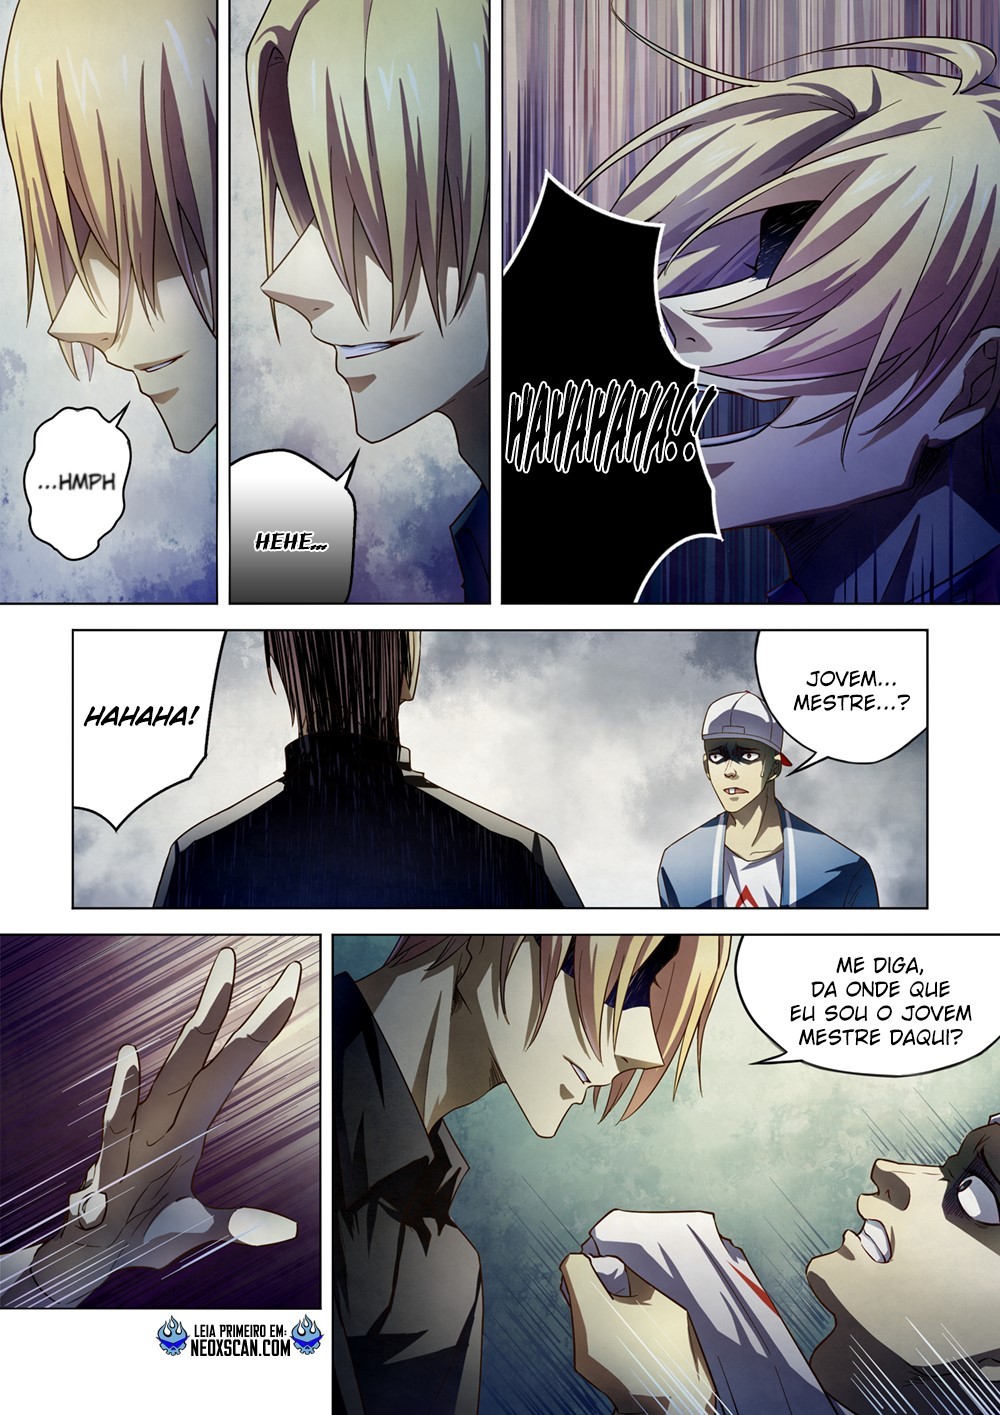 ...HMPH
HEHE...
HAHAHAHA!!
HAHAHA!
JOVEM...
MESTRE...?
ME DIGA,
DA ONDE QUE
EU SOU O JOVEM
MESTRE DAQUI?
LEIA PRIMEIRO EM:
NEOXSCAN.COM